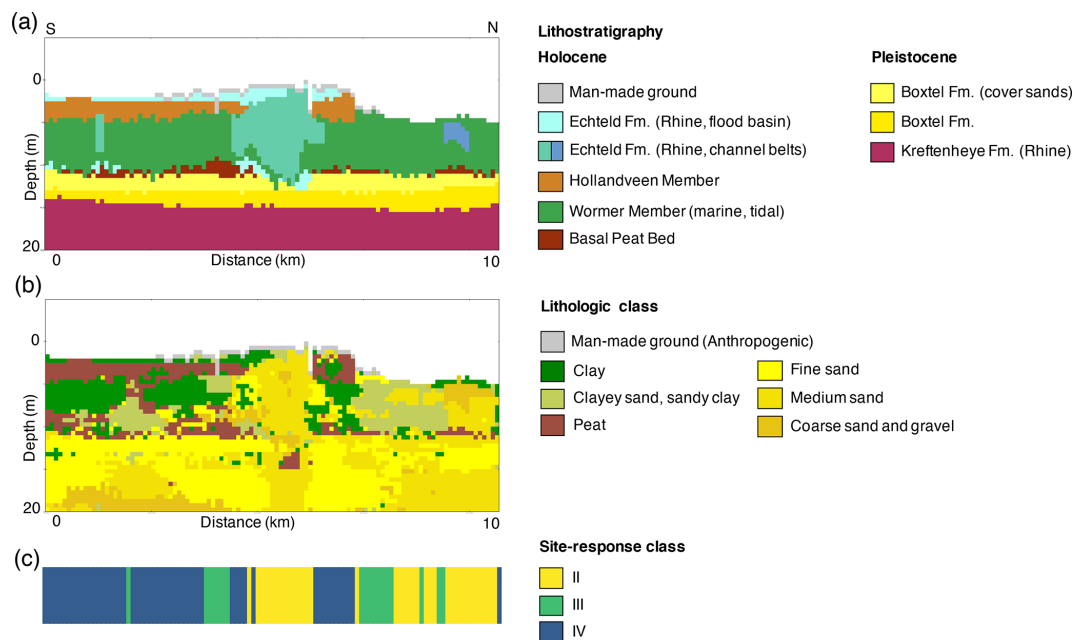 (a)
S
N
0
Depth (m)
20
0
Distance (km)
10
Lithostratigraphy
Holocene
Man-made ground
Echteld Fm. (Rhine, flood basin)
Echteld Fm. (Rhine, channel belts)
Hollandveen Member
Wormer Member (marine, tidal)
Basal Peat Bed
Pleistocene
Boxtel Fm. (cover sands)
Boxtel Fm.
Kreftenheye Fm. (Rhine)
(b)
0
Depth (m)
20
0
Distance (km)
10
Lithologic class
Man-made ground (Anthropogenic)
Clay
Clayey sand, sandy clay
Peat
Fine sand
Medium sand
Coarse sand and gravel
(c)
Site-response class
II
III
IV